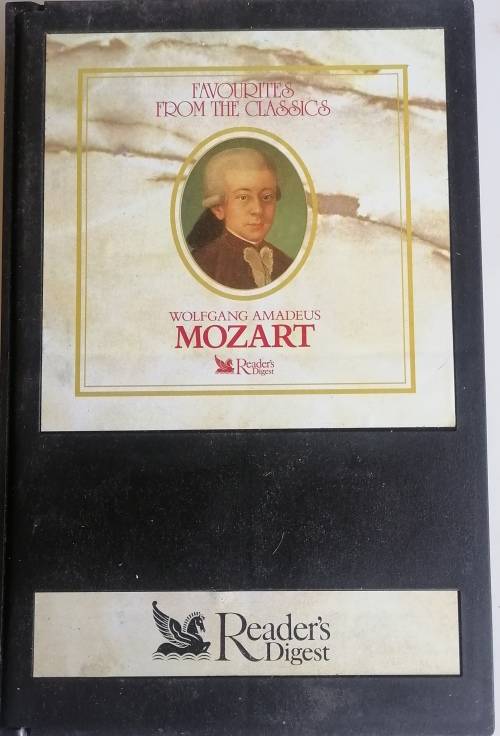 FAVOURITES
FROM THE CLASSICS
WOLFGANG AMADEUS
MOZART
Reader's
Digest
Reader's
Digest